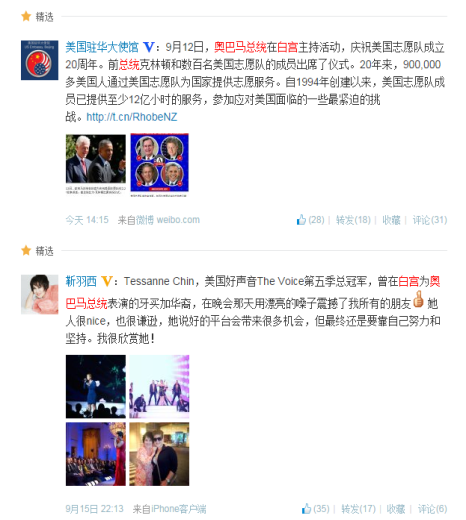 精选
美国驻华大使馆 V：9月12日，奥巴马总统在白宫主持活动，庆祝美国志愿队成立
20周年。前总统克林顿和数百名美国志愿队的成员出席了仪式。20年来，900,000
多美国人通过美国志愿队为国家提供志愿服务。自1994年创建以来，美国志愿队成
员已提供至少12亿小时的服务，参加应对美国面临的一些最紧迫的挑
战。http://t.cn/RhobeNZ
今天 14:15 来自微博 weibo.com (28) | 转发(18) | 收藏 | 评论(31)
精选
靳羽西 V：Tessanne Chin，美国好声音The Voice第五季总冠军，曾在白宫为奥
巴马总统表演的牙买加华裔，在晚会那天用漂亮的嗓子震撼了我所有的朋友 她
人很nice，也很谦逊，她说好的平台会带来很多机会，但最终还是要靠自己努力和
坚持。我很欣赏她！
9月15日 22:13 来自iPhone客户端 (35) | 转发(17) | 收藏 | 评论(6)